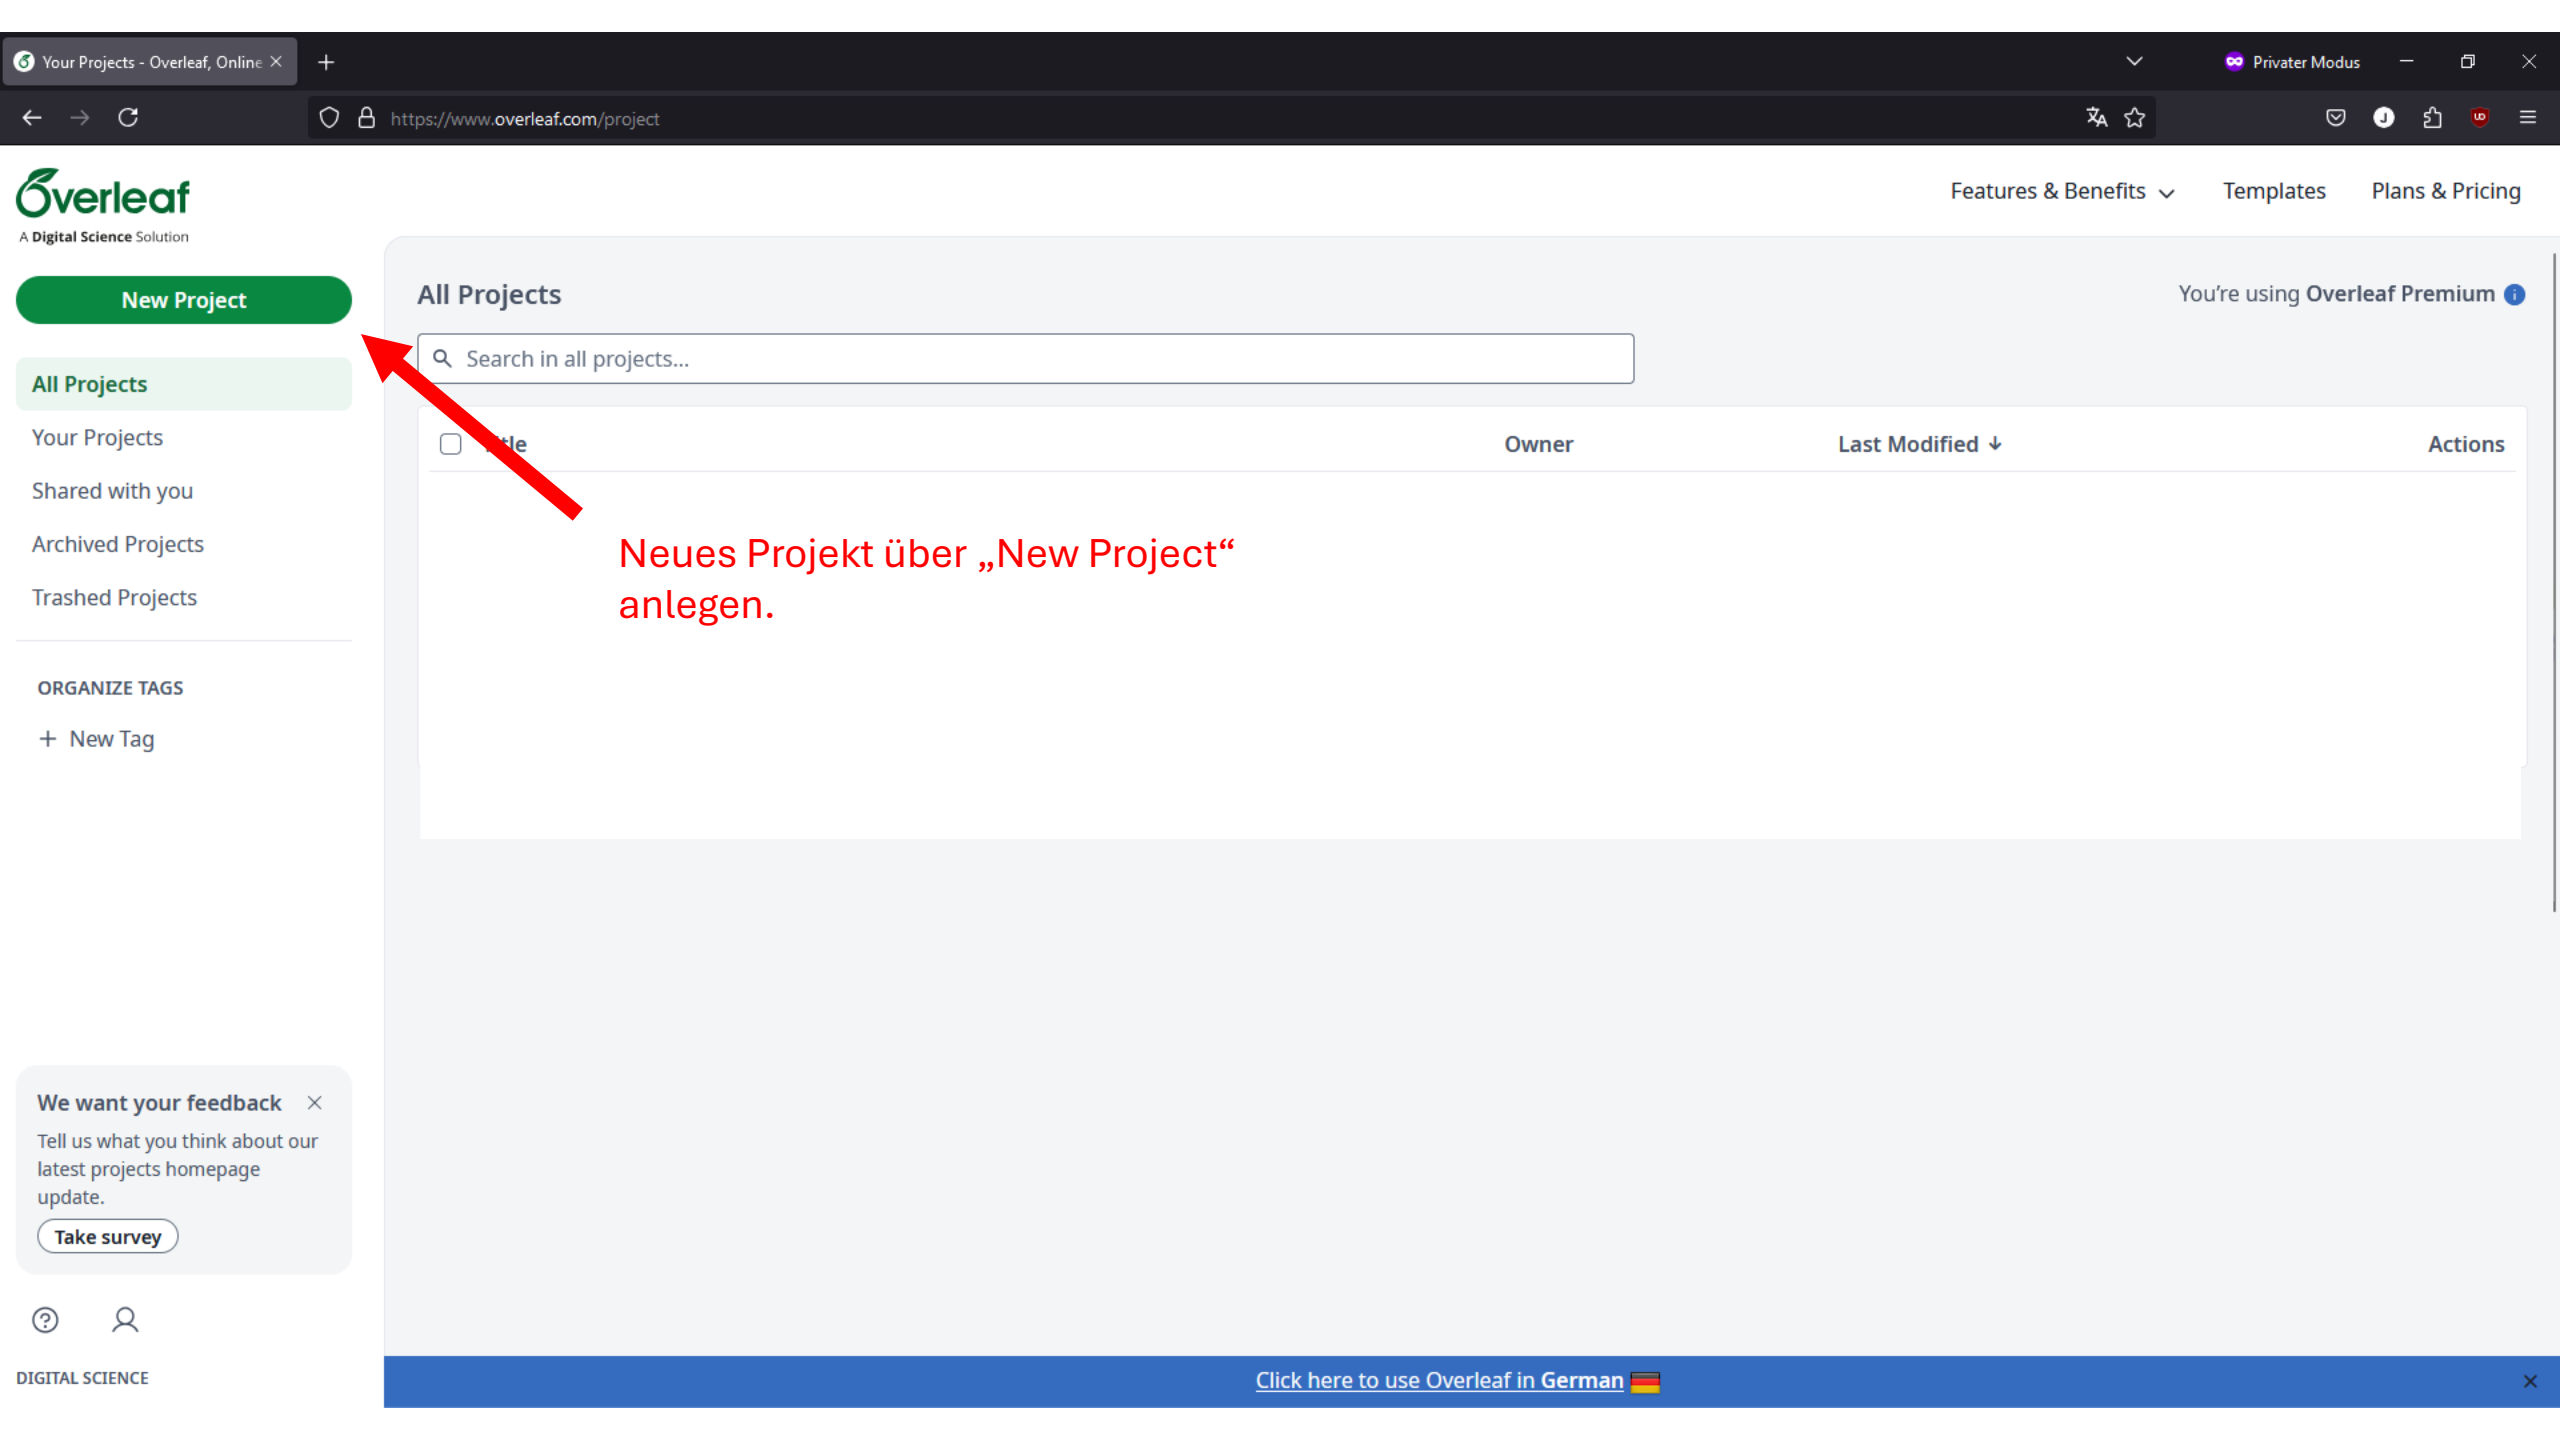 Your Projects - Overleaf, Online
Privater Modus
https://www.overleaf.com/project
Overleaf
A Digital Science Solution
Features & Benefits
Templates
Plans & Pricing
New Project
All Projects
You're using Overleaf Premium
Search in all projects...
All Projects
Your Projects
Shared with you
Archived Projects
Trashed Projects
Owner
Last Modified
Actions
Neues Projekt über „New Project“
anlegen.
ORGANIZE TAGS
+ New Tag
We want your feedback
Tell us what you think about our
latest projects homepage
update.
Take survey
DIGITAL SCIENCE
Click here to use Overleaf in German